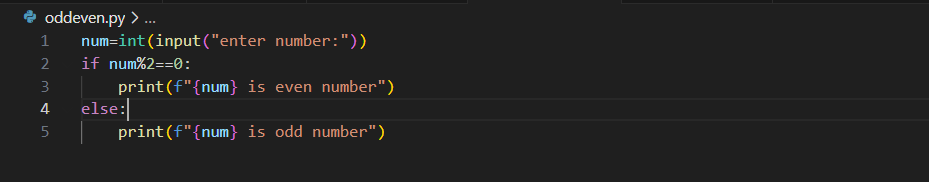 oddeven.py > ...
1 num=int(input("enter number:"))
2 if num%2==0:
3     print(f"{num} is even number")
4 else:
5     print(f"{num} is odd number")